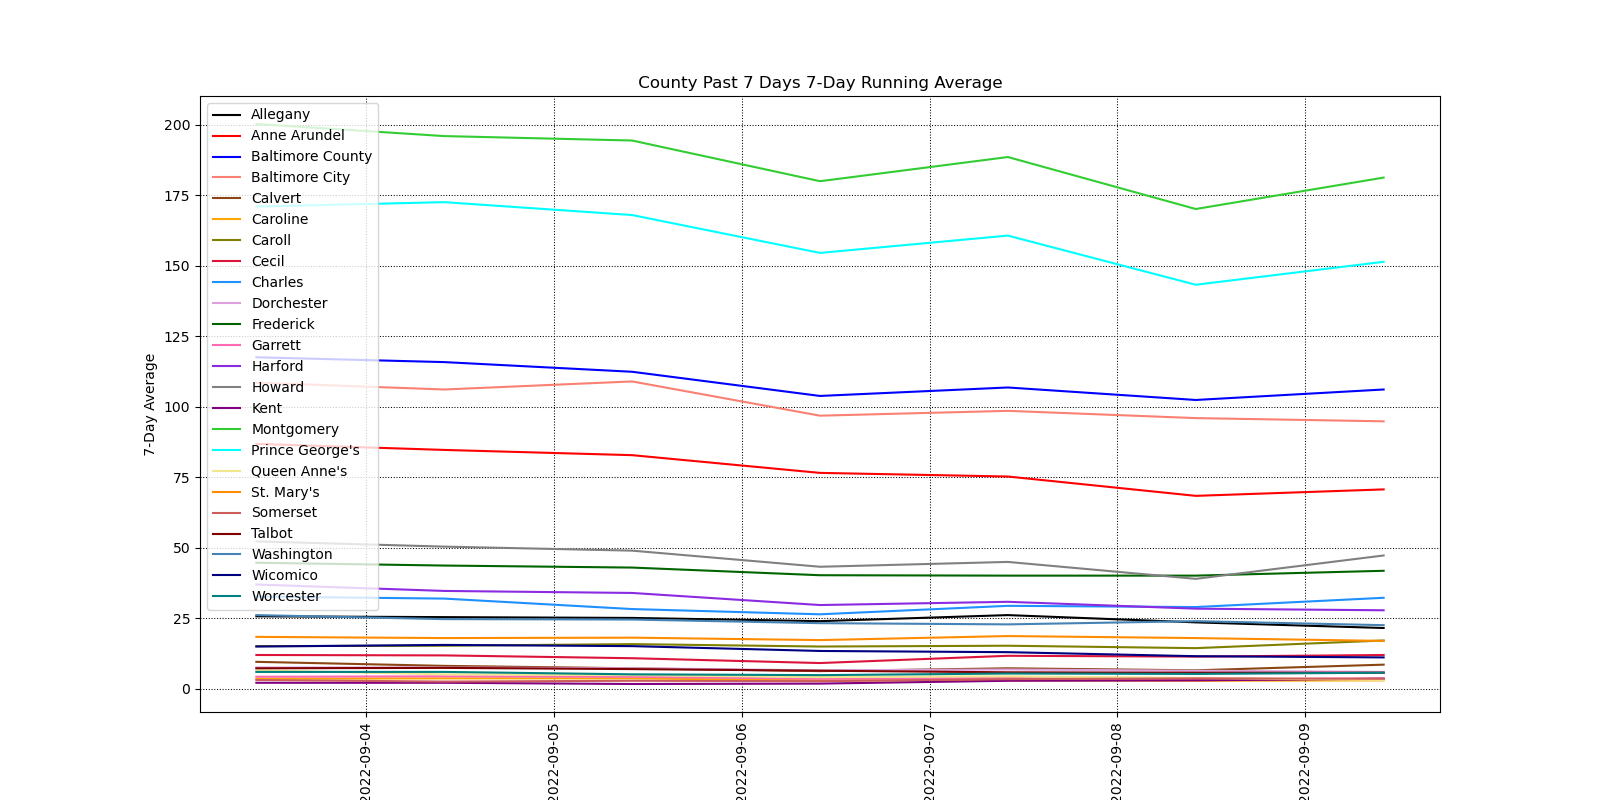 County Past 7 Days 7-Day Running Average
7-Day Average
200
175
150
125
100
75
50
25
0
Allegany
Anne Arundel
Baltimore County
Baltimore City
Calvert
Caroline
Caroll
Cecil
Charles
Dorchester
Frederick
Garrett
Harford
Howard
Kent
Montgomery
Prince George's
Queen Anne's
St. Mary's
Somerset
Talbot
Washington
Wicomico
Worcester
2022-09-04
2022-09-05
2022-09-06
2022-09-07
2022-09-08
2022-09-09